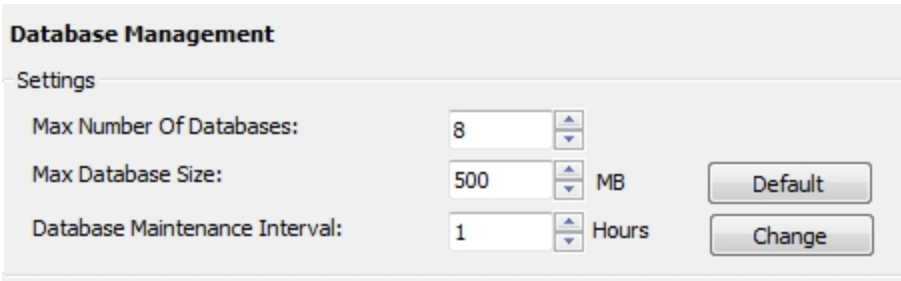 Database Management
Settings
Max Number Of Databases: 8
Max Database Size: 500 MB Default
Database Maintenance Interval: 1 Hours Change